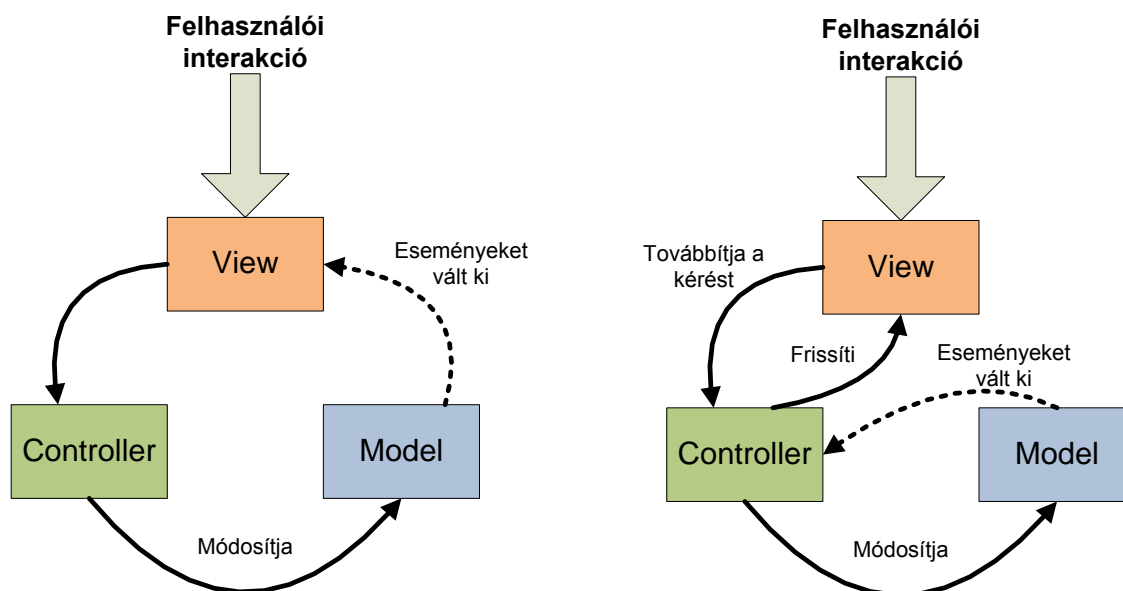 Felhasználói
interakció
View
Eseményeket
vált ki
Controller
Model
Módosítja
Felhasználói
interakció
Továbbítja a
kérést
View
Frissíti
Eseményeket
vált ki
Controller
Model
Módosítja